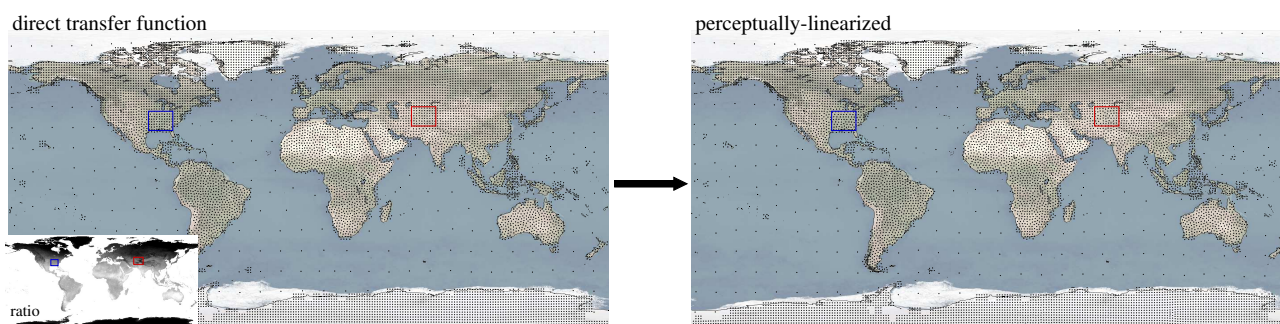 direct transfer function
perceptually-linearized
ratio